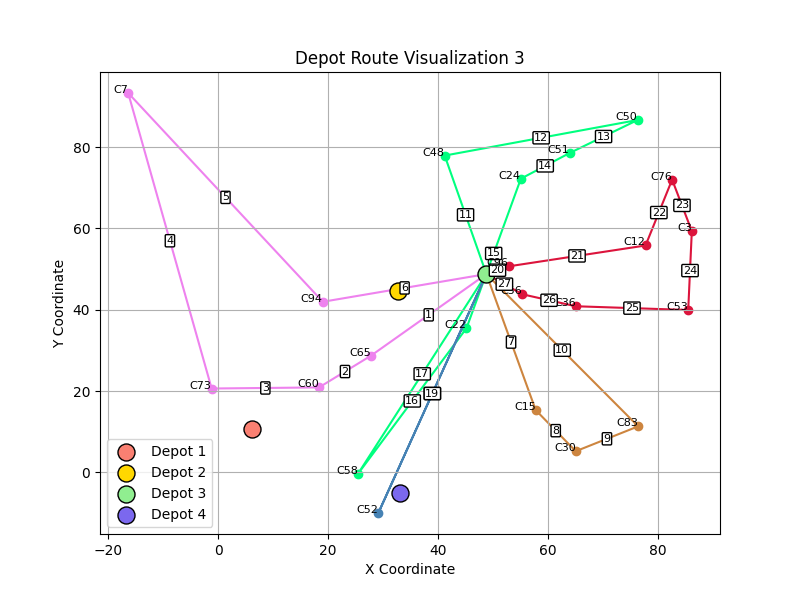 Depot Route Visualization 3
C7
C50
C48
12
13
C51
14
C24
C76
5
23
11
22
C3
4
C12
15
21
20
24
6
27
C94
26
C36
25
C53
1
C22
C65
7
10
2
17
C73
3
C60
16
19
C15
8
C83
9
C30
C58
C52
80
60
40
20
0
−20
0
20
40
60
80
Y Coordinate
X Coordinate
Depot 1
Depot 2
Depot 3
Depot 4